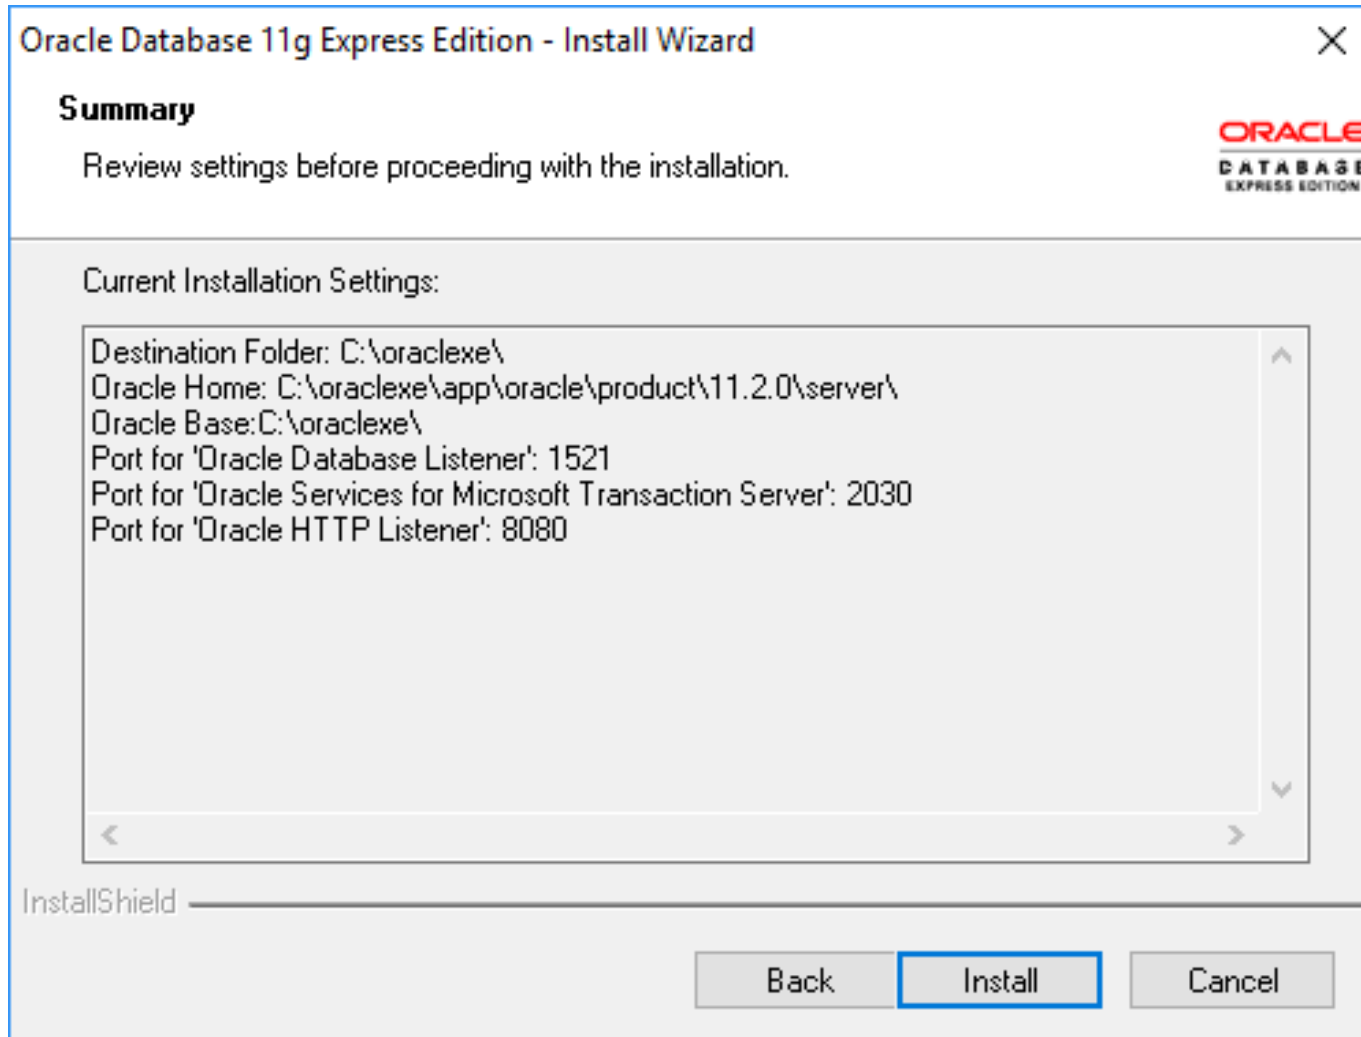 Oracle Database 11g Express Edition - Install Wizard
Summary
Review settings before proceeding with the installation.
ORACLE
DATABASE
EXPRESS EDITION
Current Installation Settings:
Destination Folder: C:\oraclexe\
Oracle Home: C:\oraclexe\app\oracle\product\11.2.0\server\
Oracle Base:C:\oraclexe\
Port for 'Oracle Database Listener': 1521
Port for 'Oracle Services for Microsoft Transaction Server': 2030
Port for 'Oracle HTTP Listener': 8080
InstallShield
Back Install Cancel